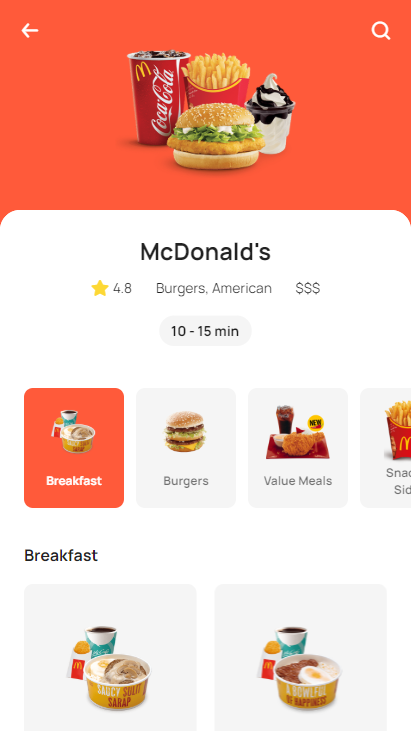 Coca-Cola
McDonald's
4.8 Burgers, American $$$
10 - 15 min
NEW
Breakfast Burgers Value Meals Snac
Sid
Breakfast
SAUCY SULIT
SARAP
A BOWLFUL
OF HAPPINESS